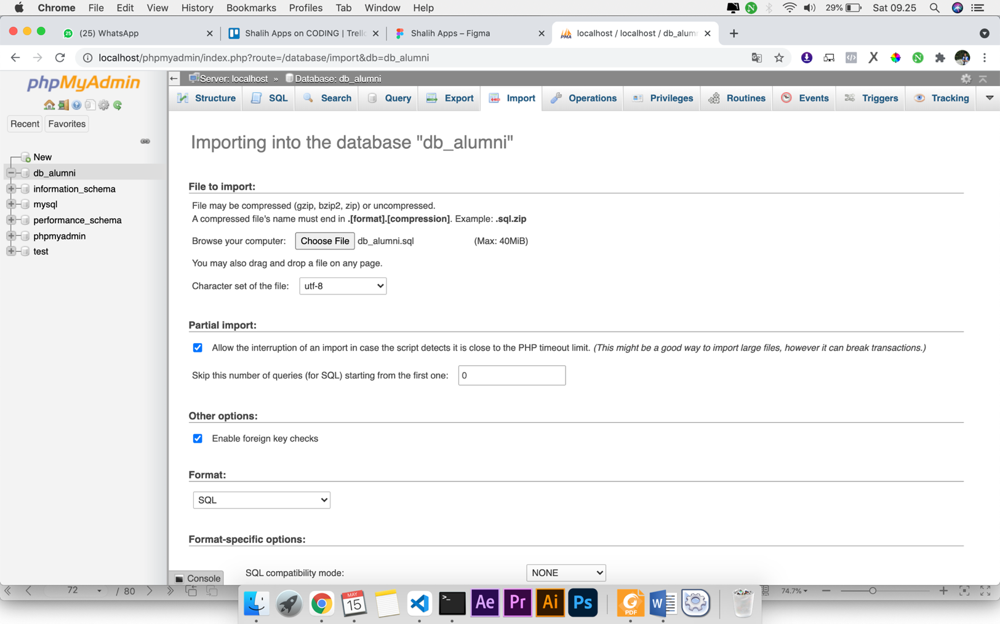 Chrome File Edit View History Bookmarks Profiles Tab Window Help
29% Sat 09.25
25 (25) WhatsApp
Shalih Apps on CODING | Trello
Shalih Apps – Figma
PMA localhost / localhost / db_alumn
localhost/phpmyadmin/index.php?route=/database/import&db=db_alumni
phpMyAdmin
Server: localhost » Database: db_alumni
Structure SQL Search Query Export Import Operations Privileges Routines Events Triggers Tracking
Recent Favorites
New
db_alumni
information_schema
mysql
performance_schema
phpmyadmin
test
Importing into the database "db_alumni"
File to import:
File may be compressed (gzip, bzip2, zip) or uncompressed.
A compressed file's name must end in .[format].[compression]. Example: .sql.zip
Browse your computer: Choose File db_alumni.sql (Max: 40MiB)
You may also drag and drop a file on any page.
Character set of the file: utf-8
Partial import:
Allow the interruption of an import in case the script detects it is close to the PHP timeout limit. (This might be a good way to import large files, however it can break transactions.)
Skip this number of queries (for SQL) starting from the first one: 0
Other options:
Enable foreign key checks
Format:
SQL
Format-specific options:
SQL compatibility mode: NONE
Console
72 / 80
74.7%
MAY
15
Ae Pr Ai Ps
PDF
W